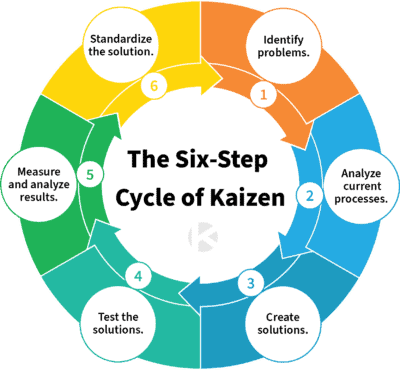 The Six-Step
Cycle of Kaizen
1
Identify
problems.
2
Analyze
current
processes.
3
Create
solutions.
4
Test the
solutions.
5
Measure
and analyze
results.
6
Standardize
the solution.